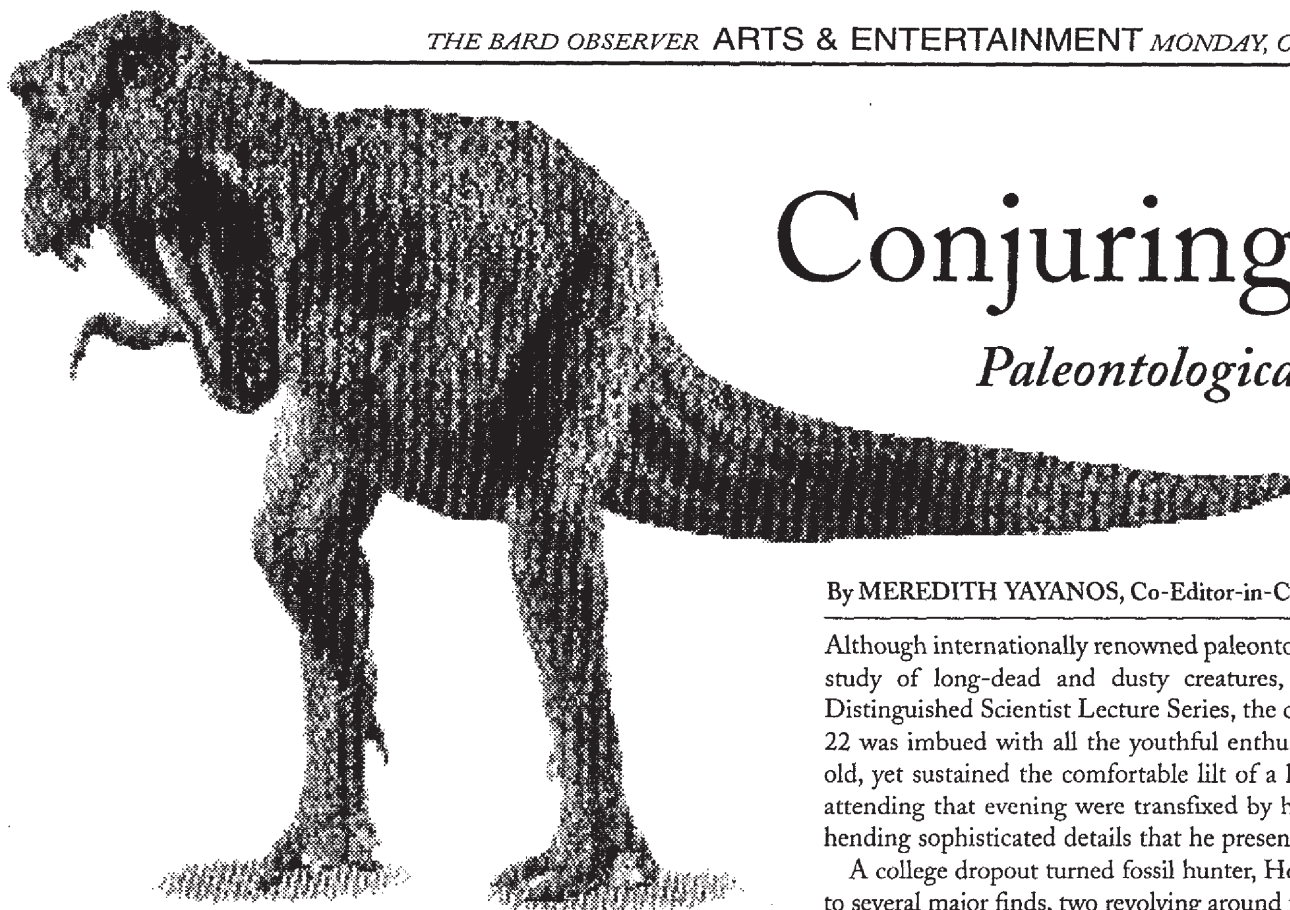 THE BARD OBSERVER ARTS & ENTERTAINMENT MONDAY,
Conjuring
Paleontologica
By MEREDITH YAYANOS, Co-Editor-in-C
Although internationally renowned paleonto
study of long-dead and dusty creatures,
Distinguished Scientist Lecture Series, the
22 was imbued with all the youthful enthu
old, yet sustained the comfortable lilt of a
attending that evening were transfixed by h
hending sophisticated details that he presen
A college dropout turned fossil hunter, Ho
to several major finds, two revolving around